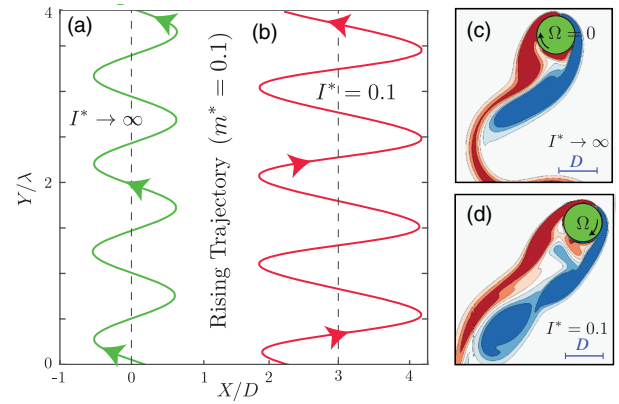 (a)
(b)
4
2
0
Y/λ
I* → ∞
Rising Trajectory (m* = 0.1)
I* = 0.1
-1
0
1
2
3
4
X/D
(c)
Ω = 0
I* → ∞
D
(d)
Ω
I* = 0.1
D